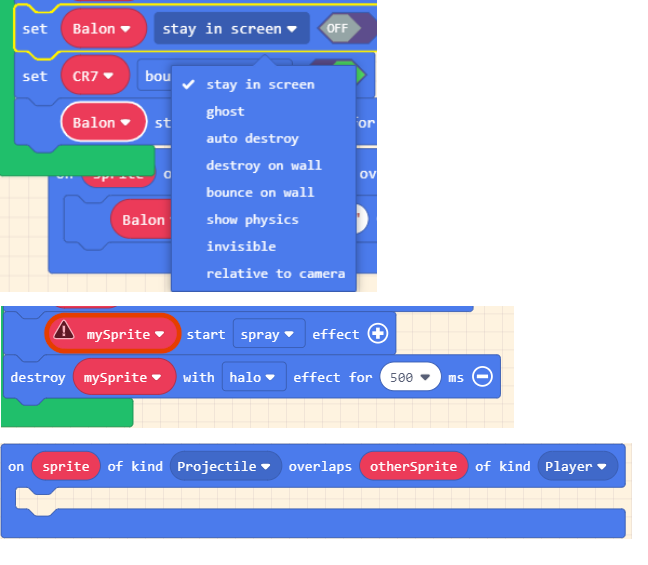 set Balon stay in screen OFF
set CR7 bou
Balon st for
stay in screen
ghost
auto destroy
destroy on wall
bounce on wall
show physics
invisible
relative to camera
on sprite o ov
Balon
mySprite start spray effect
destroy mySprite with halo effect for 500 ms
on sprite of kind Projectile overlaps otherSprite of kind Player